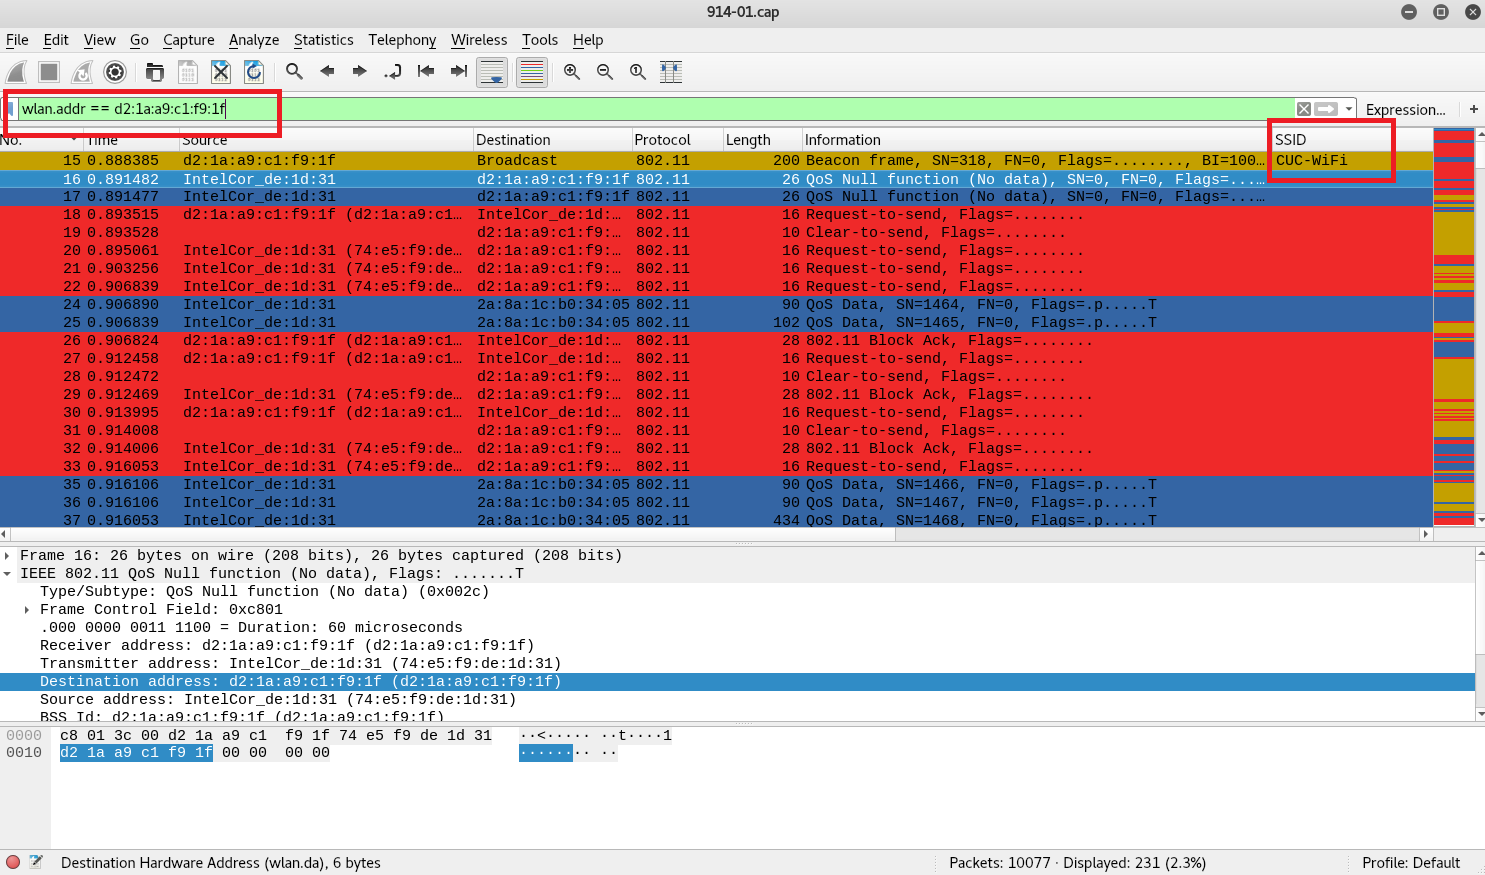 914-01.cap
File Edit View Go Capture Analyze Statistics Telephony Wireless Tools Help
wlan.addr == d2:1a:a9:c1:f9:1f Expression... +
No. Time Source Destination Protocol Length Information SSID
15 0.888385 d2:1a:a9:c1:f9:1f Broadcast 802.11 200 Beacon frame, SN=318, FN=0, Flags=........, BI=100... CUC-WiFi
16 0.891482 IntelCor_de:1d:31 d2:1a:a9:c1:f9:1f 802.11 26 QoS Null function (No data), SN=0, FN=0, Flags=...…
17 0.891477 IntelCor_de:1d:31 d2:1a:a9:c1:f9:1f 802.11 26 QoS Null function (No data), SN=0, FN=0, Flags=...…
18 0.893515 d2:1a:a9:c1:f9:1f (d2:1a:a9:c1… IntelCor_de:1d:… 802.11 16 Request-to-send, Flags=........
19 0.893528 d2:1a:a9:c1:f9:… 802.11 10 Clear-to-send, Flags=........
20 0.895061 IntelCor_de:1d:31 (74:e5:f9:de… d2:1a:a9:c1:f9:… 802.11 16 Request-to-send, Flags=........
21 0.903256 IntelCor_de:1d:31 (74:e5:f9:de… d2:1a:a9:c1:f9:… 802.11 16 Request-to-send, Flags=........
22 0.906839 IntelCor_de:1d:31 (74:e5:f9:de… d2:1a:a9:c1:f9:… 802.11 16 Request-to-send, Flags=........
24 0.906890 IntelCor_de:1d:31 2a:8a:1c:b0:34:05 802.11 90 QoS Data, SN=1464, FN=0, Flags=.p.....T
25 0.906839 IntelCor_de:1d:31 2a:8a:1c:b0:34:05 802.11 102 QoS Data, SN=1465, FN=0, Flags=.p.....T
26 0.906824 d2:1a:a9:c1:f9:1f (d2:1a:a9:c1… IntelCor_de:1d:… 802.11 28 802.11 Block Ack, Flags=........
27 0.912458 d2:1a:a9:c1:f9:1f (d2:1a:a9:c1… IntelCor_de:1d:… 802.11 16 Request-to-send, Flags=........
28 0.912472 d2:1a:a9:c1:f9:… 802.11 10 Clear-to-send, Flags=........
29 0.912469 IntelCor_de:1d:31 (74:e5:f9:de… d2:1a:a9:c1:f9:… 802.11 28 802.11 Block Ack, Flags=........
30 0.913995 d2:1a:a9:c1:f9:1f (d2:1a:a9:c1… IntelCor_de:1d:… 802.11 16 Request-to-send, Flags=........
31 0.914008 d2:1a:a9:c1:f9:… 802.11 10 Clear-to-send, Flags=........
32 0.914006 IntelCor_de:1d:31 (74:e5:f9:de… d2:1a:a9:c1:f9:… 802.11 28 802.11 Block Ack, Flags=........
33 0.916053 IntelCor_de:1d:31 (74:e5:f9:de… d2:1a:a9:c1:f9:… 802.11 16 Request-to-send, Flags=........
35 0.916106 IntelCor_de:1d:31 2a:8a:1c:b0:34:05 802.11 90 QoS Data, SN=1466, FN=0, Flags=.p.....T
36 0.916106 IntelCor_de:1d:31 2a:8a:1c:b0:34:05 802.11 90 QoS Data, SN=1467, FN=0, Flags=.p.....T
37 0.916053 IntelCor_de:1d:31 2a:8a:1c:b0:34:05 802.11 434 QoS Data, SN=1468, FN=0, Flags=.p.....T
Frame 16: 26 bytes on wire (208 bits), 26 bytes captured (208 bits)
IEEE 802.11 QoS Null function (No data), Flags: .......T
Type/Subtype: QoS Null function (No data) (0x002c)
Frame Control Field: 0xc801
.000 0000 0011 1100 = Duration: 60 microseconds
Receiver address: d2:1a:a9:c1:f9:1f (d2:1a:a9:c1:f9:1f)
Transmitter address: IntelCor_de:1d:31 (74:e5:f9:de:1d:31)
Destination address: d2:1a:a9:c1:f9:1f (d2:1a:a9:c1:f9:1f)
Source address: IntelCor_de:1d:31 (74:e5:f9:de:1d:31)
BSS Id: d2:1a:a9:c1:f9:1f (d2:1a:a9:c1:f9:1f)
0000 c8 01 3c 00 d2 1a a9 c1 f9 1f 74 e5 f9 de 1d 31 ··<····· ··t····1
0010 d2 1a a9 c1 f9 1f 00 00 00 00 ········ ··
Destination Hardware Address (wlan.da), 6 bytes Packets: 10077 · Displayed: 231 (2.3%) Profile: Default